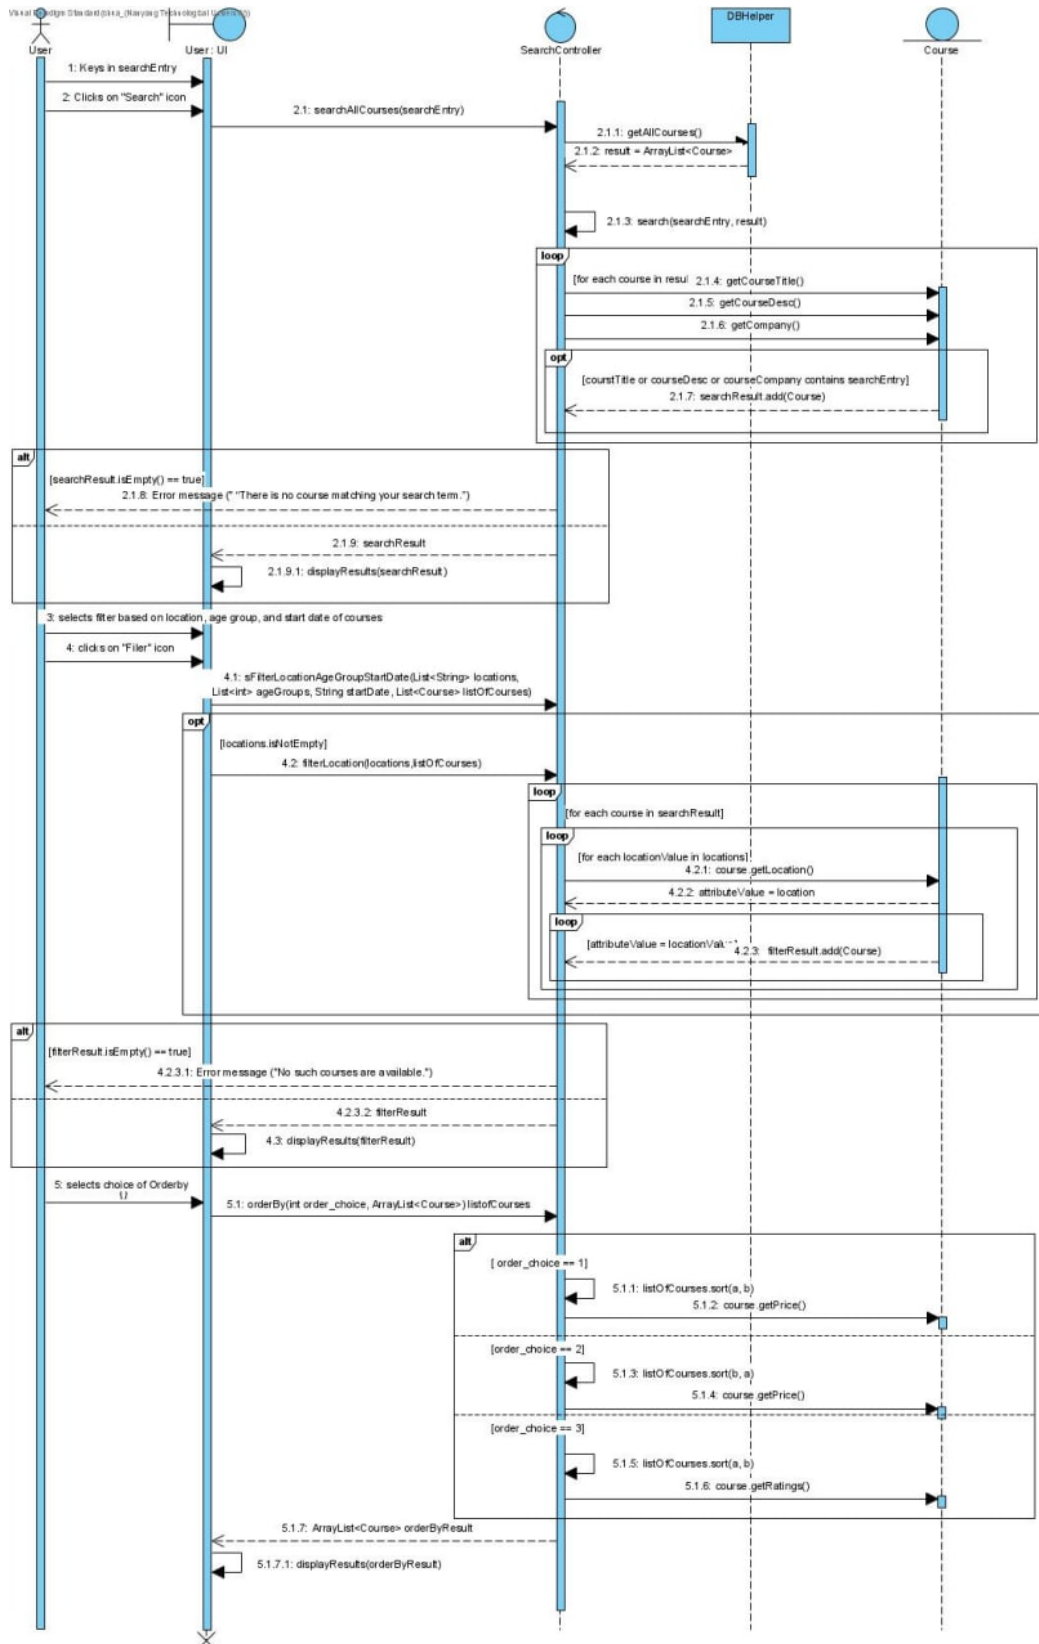 Visual Paradigm Standard
User
User : UI
SearchController
DBHelper
Course
1: Keys in searchEntry
2: Clicks on "Search" icon
2.1: searchAllCourses(searchEntry)
2.1.1: getAllCourses()
2.1.2: result = ArrayList<Course>
2.1.3: search(searchEntry, result)
loop
[for each course in resul
2.1.4: getCourseTitle()
2.1.5: getCourseDesc()
2.1.6: getCompany()
opt
[courstTitle or courseDesc or courseCompany contains searchEntry]
2.1.7: searchResult.add(Course)
alt
[searchResult.isEmpty() == true]
2.1.8: Error message (" "There is no course matching your search term.")
2.1.9: searchResult
2.1.9.1: displayResults(searchResult)
3: selects filter based on location, age group, and start date of courses
4: clicks on "Filer" icon
4.1: sFilterLocationAgeGroupStartDate(List<String> locations,
List<int> ageGroups, String startDate, List<Course> listOfCourses)
opt
[locations.isNotEmpty]
4.2: filterLocation(locations,listOfCourses)
loop
[for each course in searchResult]
loop
[for each locationValue in locations]
4.2.1: course.getLocation()
4.2.2: attributeValue = location
loop
[attributeValue = locationValu
4.2.3: filterResult.add(Course)
alt
[filterResult.isEmpty() == true]
4.2.3.1: Error message ("No such courses are available.")
4.2.3.2: filterResult
4.3: displayResults(filterResult)
5: selects choice of Orderby
()
5.1: orderBy(int order_choice, ArrayList<Course>) listofCourses
alt
[ order_choice == 1]
5.1.1: listOfCourses.sort(a, b)
5.1.2: course.getPrice()
[order_choice == 2]
5.1.3: listOfCourses.sort(b, a)
5.1.4: course.getPrice()
[order_choice == 3]
5.1.5: listOfCourses.sort(a, b)
5.1.6: course.getRatings()
5.1.7: ArrayList<Course> orderByResult
5.1.7.1: displayResults(orderByResult)